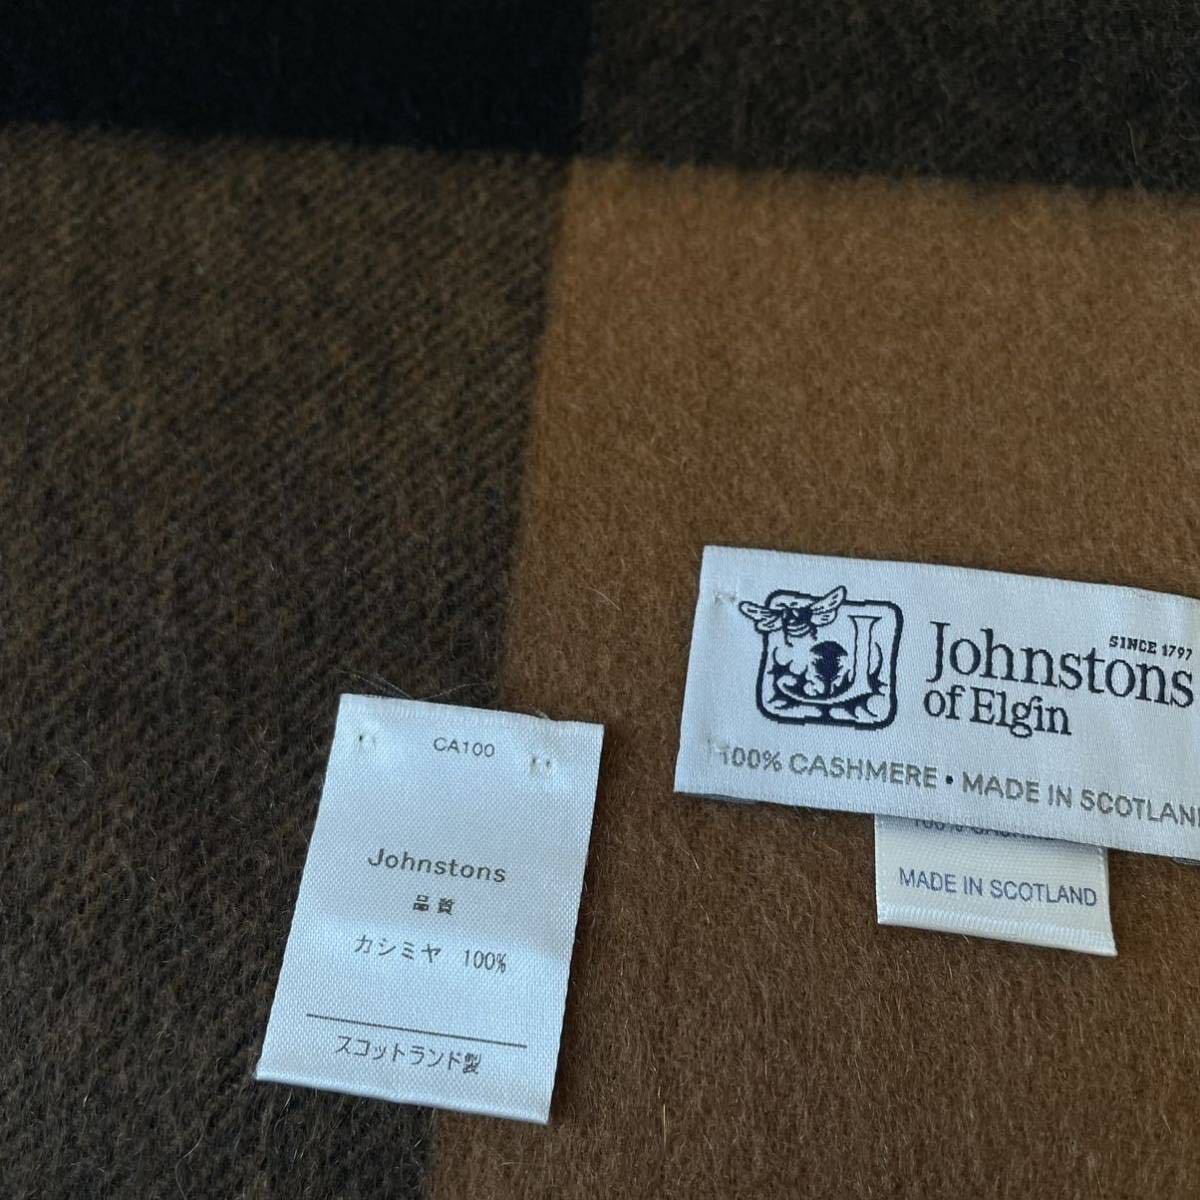 CA100
Johnstons
品質
カシミヤ 100%
スコットランド製
SINCE 1797
Johnstons
of Elgin
100% CASHMERE • MADE IN SCOTLAND
100%
MADE IN SCOTLAND